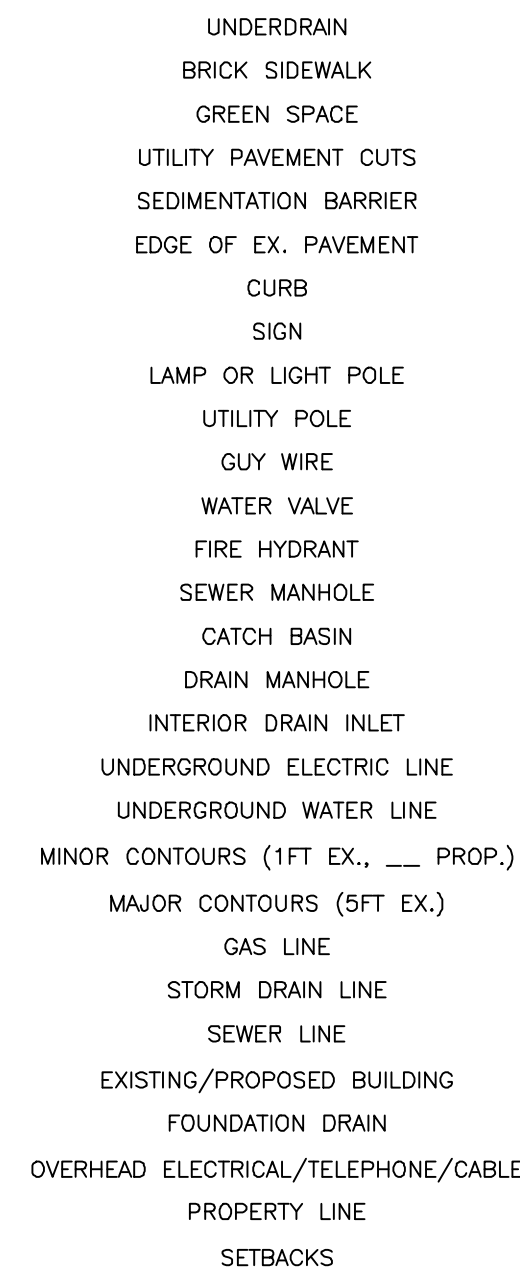 UNDERDRAIN
BRICK SIDEWALK
GREEN SPACE
UTILITY PAVEMENT CUTS
SEDIMENTATION BARRIER
EDGE OF EX. PAVEMENT
CURB
SIGN
LAMP OR LIGHT POLE
UTILITY POLE
GUY WIRE
WATER VALVE
FIRE HYDRANT
SEWER MANHOLE
CATCH BASIN
DRAIN MANHOLE
INTERIOR DRAIN INLET
UNDERGROUND ELECTRIC LINE
UNDERGROUND WATER LINE
MINOR CONTOURS (1FT EX., __ PROP.)
MAJOR CONTOURS (5FT EX.)
GAS LINE
STORM DRAIN LINE
SEWER LINE
EXISTING/PROPOSED BUILDING
FOUNDATION DRAIN
OVERHEAD ELECTRICAL/TELEPHONE/CABLE
PROPERTY LINE
SETBACKS